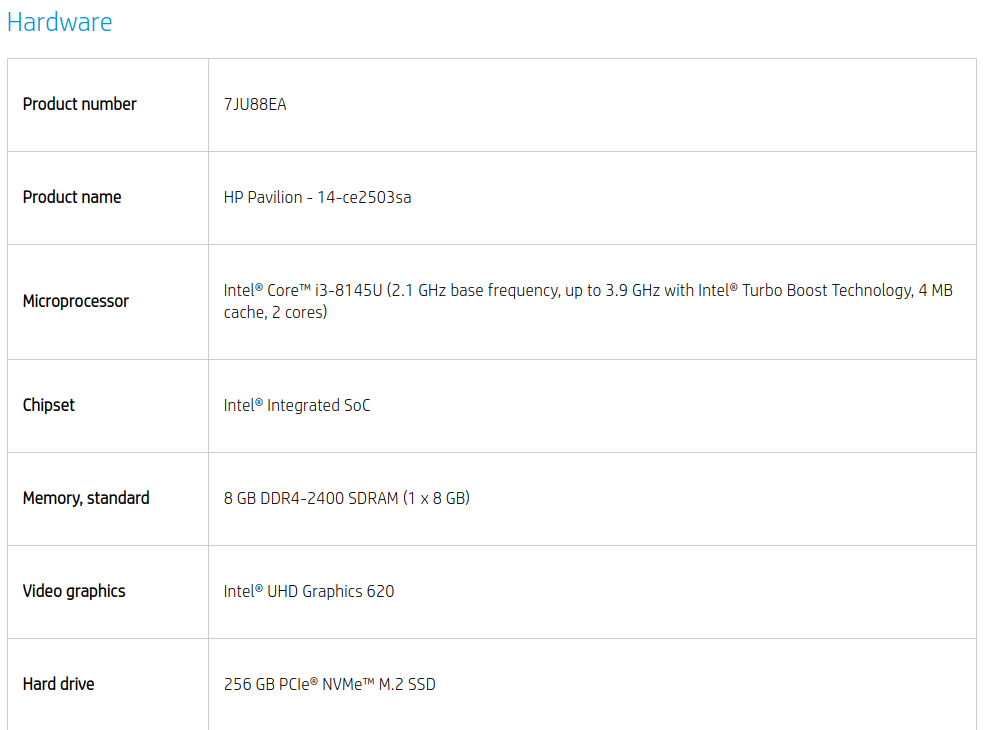 Hardware
Product number
7JU88EA
Product name
HP Pavilion - 14-ce2503sa
Microprocessor
Intel® Core™ i3-8145U (2.1 GHz base frequency, up to 3.9 GHz with Intel® Turbo Boost Technology, 4 MB
cache, 2 cores)
Chipset
Intel® Integrated SoC
Memory, standard
8 GB DDR4-2400 SDRAM (1 x 8 GB)
Video graphics
Intel® UHD Graphics 620
Hard drive
256 GB PCIe® NVMe™ M.2 SSD